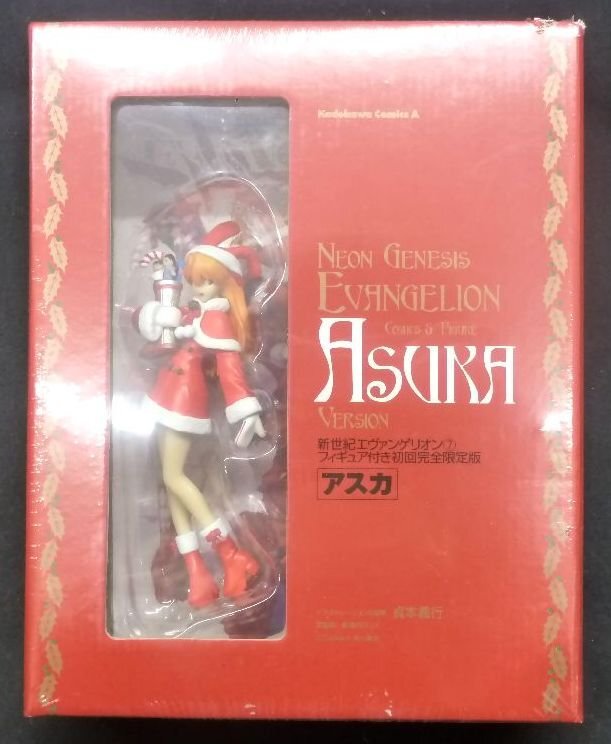 Kadokawa Comics A
NEON GENESIS
EVANGELION
COMICS & FIGURE
ASUKA
VERSION
新世紀エヴァンゲリオン⑦
フィギュア付き初回完全限定版
アスカ
貞本義行